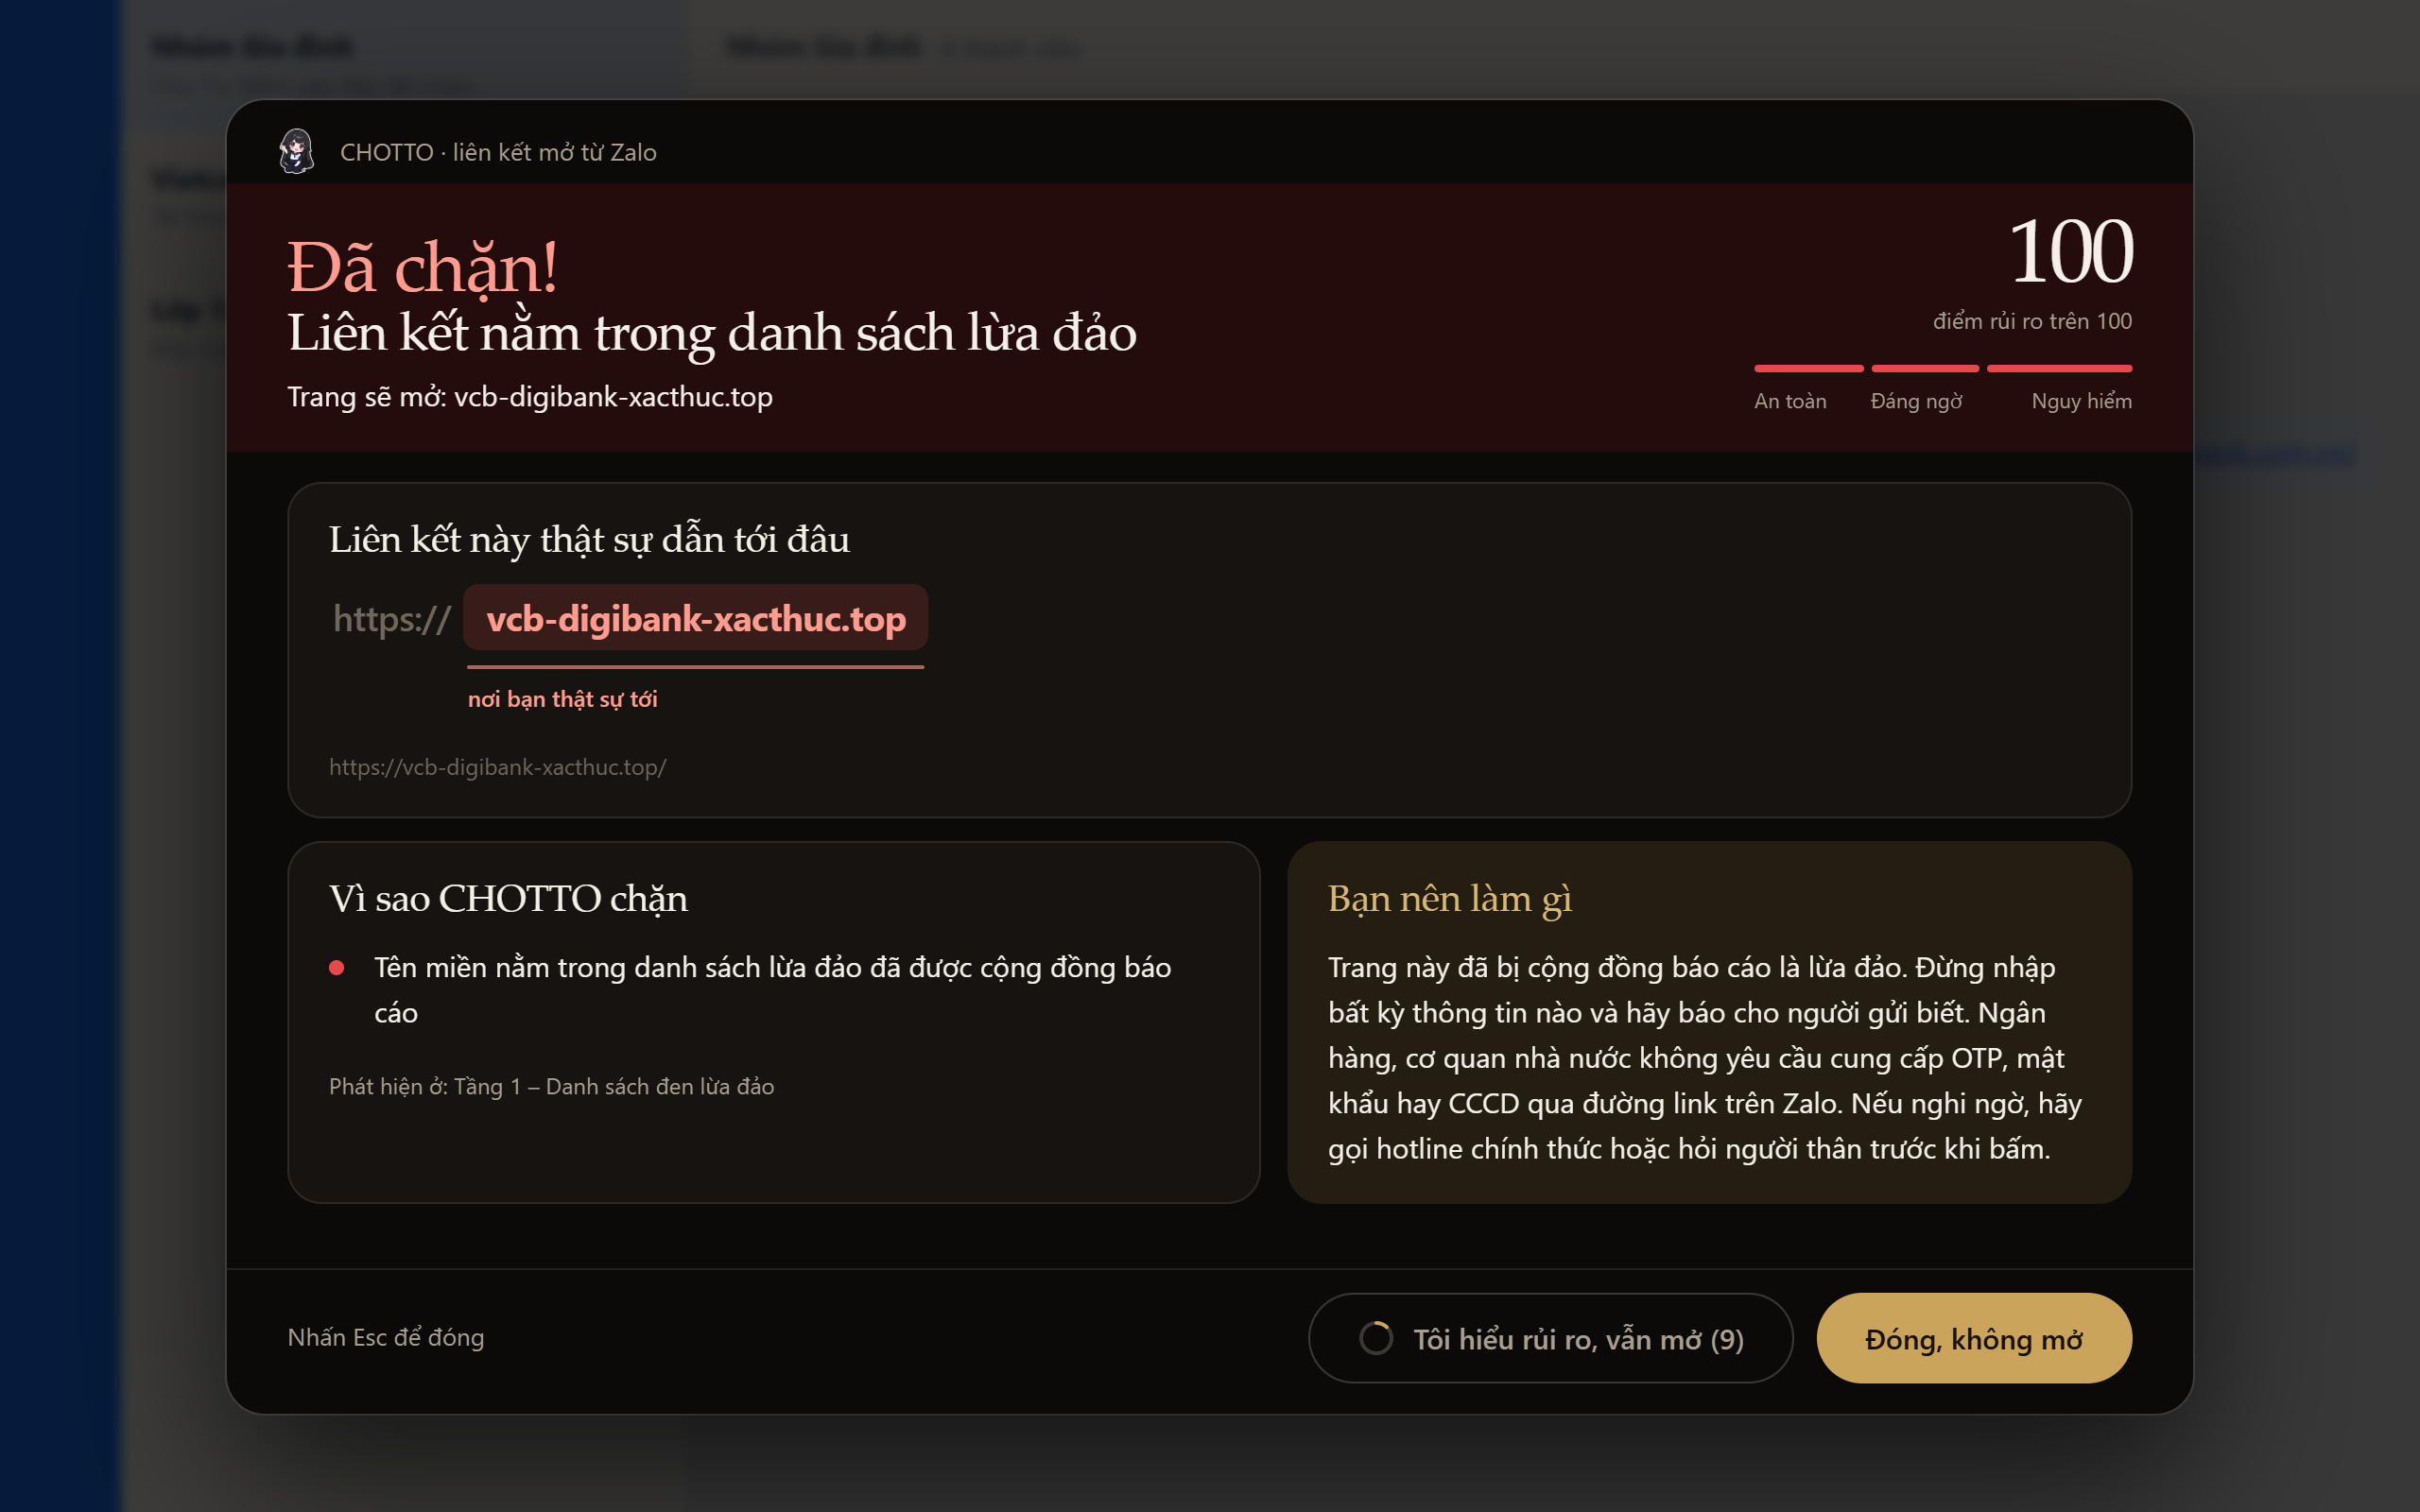 Nhóm Gia đình
Nhóm Gia đình
CHOTTO · liên kết mở từ Zalo
Đã chặn!
Liên kết nằm trong danh sách lừa đảo
Trang sẽ mở: vcb-digibank-xacthuc.top
100
điểm rủi ro trên 100
An toàn
Đáng ngờ
Nguy hiểm
Liên kết này thật sự dẫn tới đâu
https:// vcb-digibank-xacthuc.top
nơi bạn thật sự tới
https://vcb-digibank-xacthuc.top/
Vì sao CHOTTO chặn
Tên miền nằm trong danh sách lừa đảo đã được cộng đồng báo
cáo
Phát hiện ở: Tầng 1 – Danh sách đen lừa đảo
Bạn nên làm gì
Trang này đã bị cộng đồng báo cáo là lừa đảo. Đừng nhập
bất kỳ thông tin nào và hãy báo cho người gửi biết. Ngân
hàng, cơ quan nhà nước không yêu cầu cung cấp OTP, mật
khẩu hay CCCD qua đường link trên Zalo. Nếu nghi ngờ, hãy
gọi hotline chính thức hoặc hỏi người thân trước khi bấm.
Nhấn Esc để đóng
Tôi hiểu rủi ro, vẫn mở (9)
Đóng, không mở